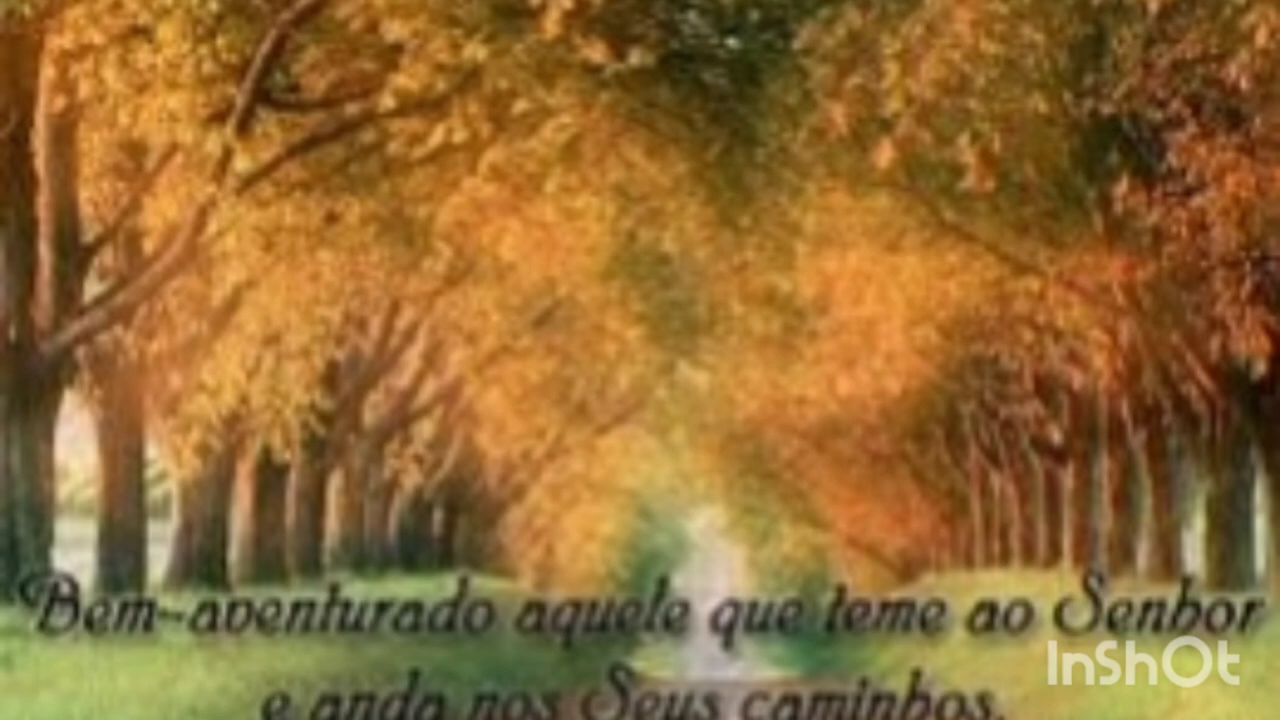 Bem-aventurado aquele que teme ao Senhor
e anda nos Seus caminhos.
InShOt